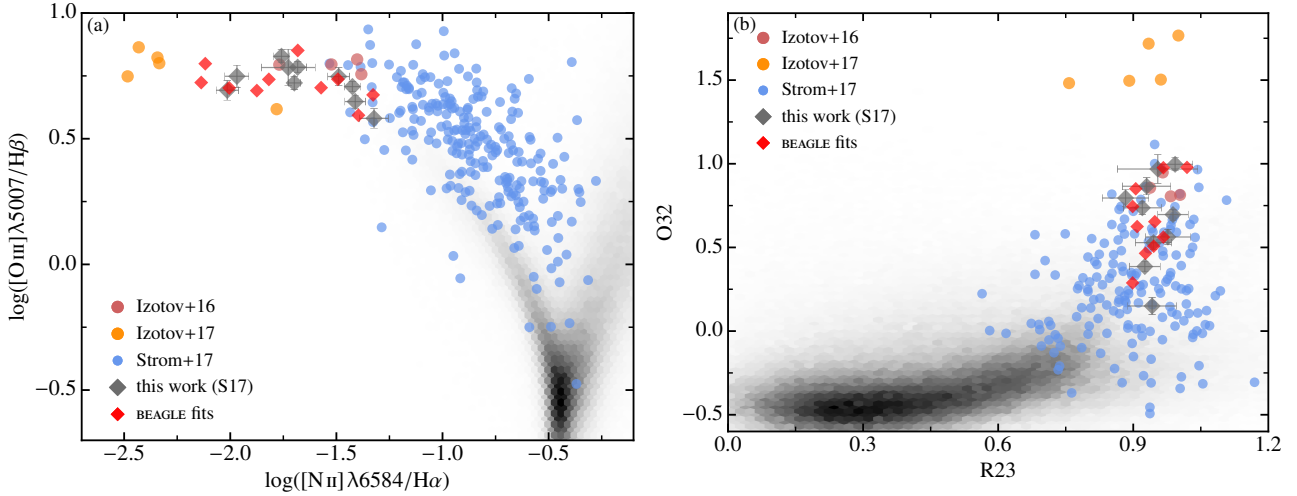 (a)
1.0
0.5
0.0
−0.5
log([O III]λ5007/Hβ)
Izotov+16
Izotov+17
Strom+17
this work (S17)
BEAGLE fits
−2.5 −2.0 −1.5 −1.0 −0.5
log([N II]λ6584/Hα)
(b)
1.5
1.0
0.5
0.0
−0.5
O32
Izotov+16
Izotov+17
Strom+17
this work (S17)
BEAGLE fits
0.0 0.3 0.6 0.9 1.2
R23